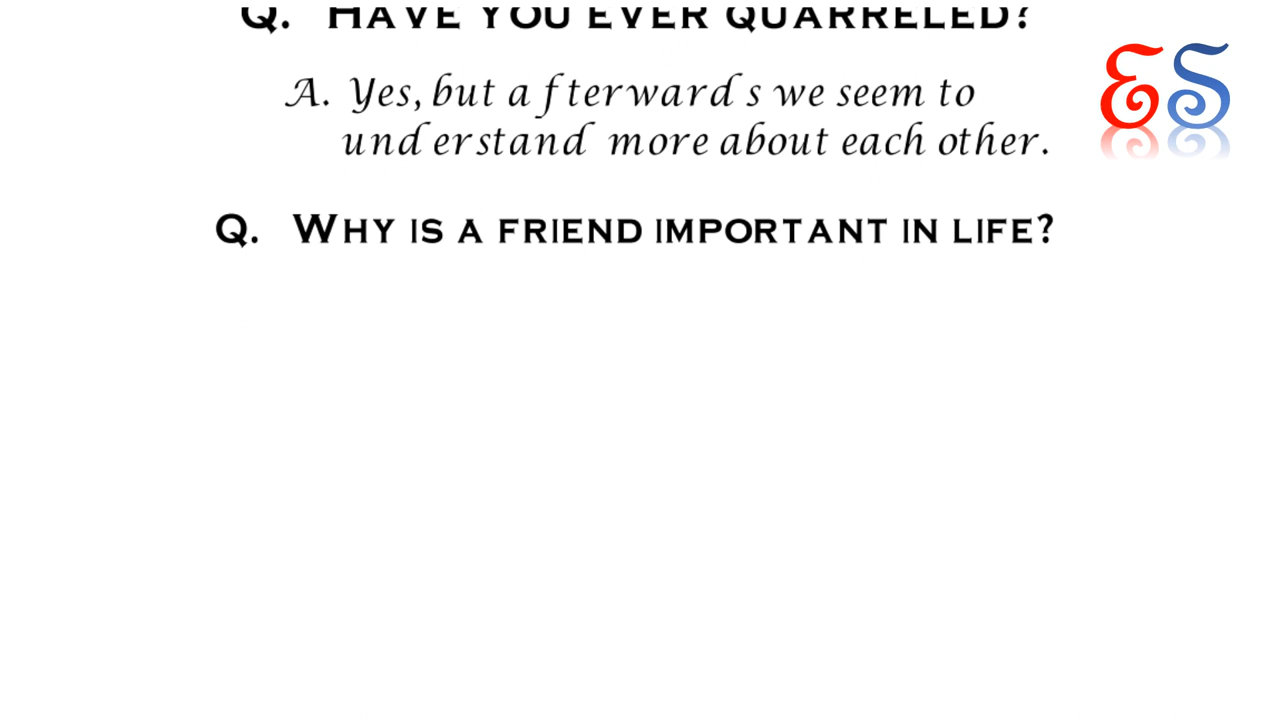 Q. HAVE YOU EVER QUARRELED?
ES
A. Yes, but afterwards we seem to
understand more about each other.
Q. WHY IS A FRIEND IMPORTANT IN LIFE?